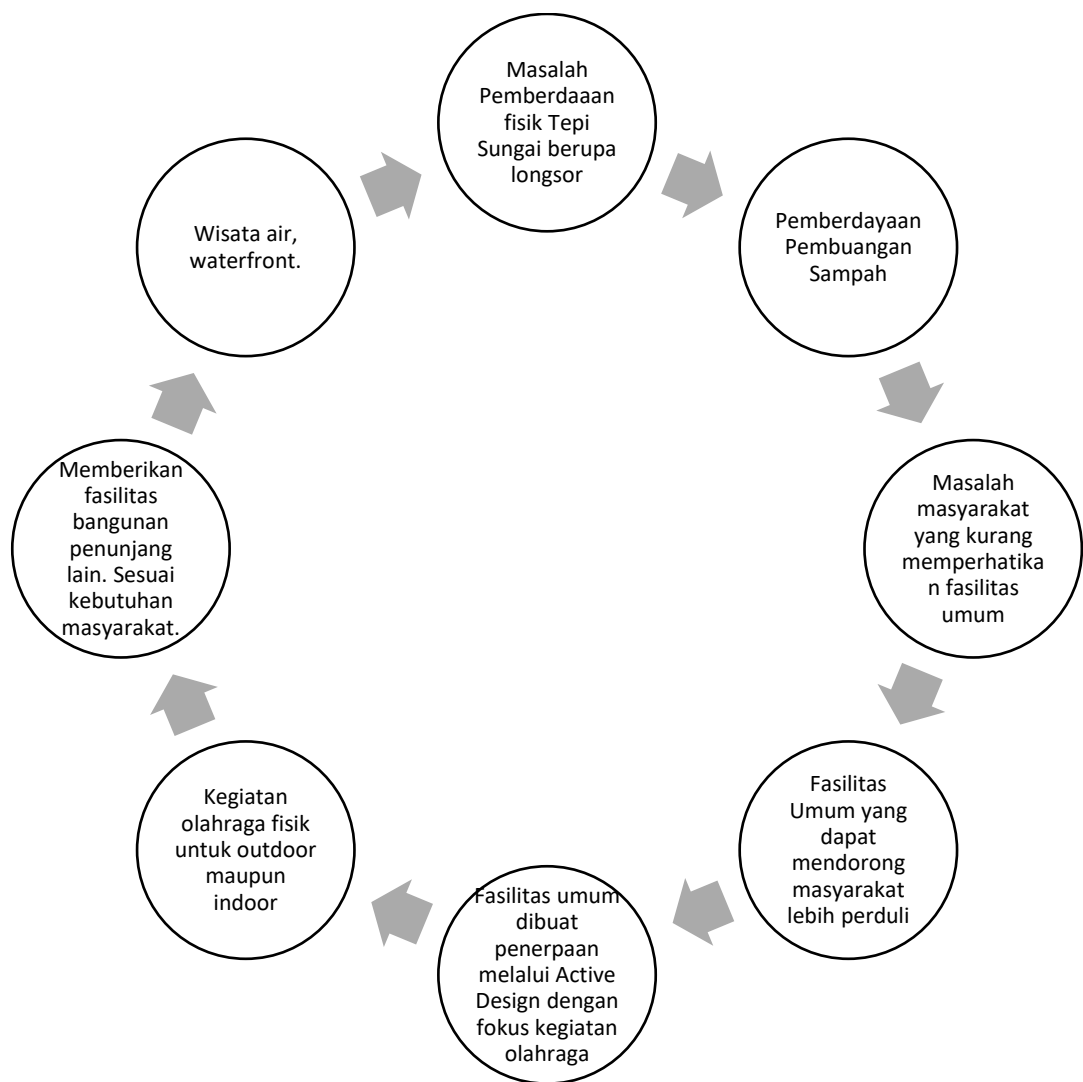 Masalah
Pemberdaaan
fisik Tepi
Sungai berupa
longsor
Pemberdayaan
Pembuangan
Sampah
Masalah
masyarakat
yang kurang
memperhatika
n fasilitas
umum
Fasilitas
Umum yang
dapat
mendorong
masyarakat
lebih perduli
Fasilitas umum
dibuat
penerpaan
melalui Active
Design dengan
fokus kegiatan
olahraga
Kegiatan
olahraga fisik
untuk outdoor
maupun
indoor
Memberikan
fasilitas
bangunan
penunjang
lain. Sesuai
kebutuhan
masyarakat.
Wisata air,
waterfront.